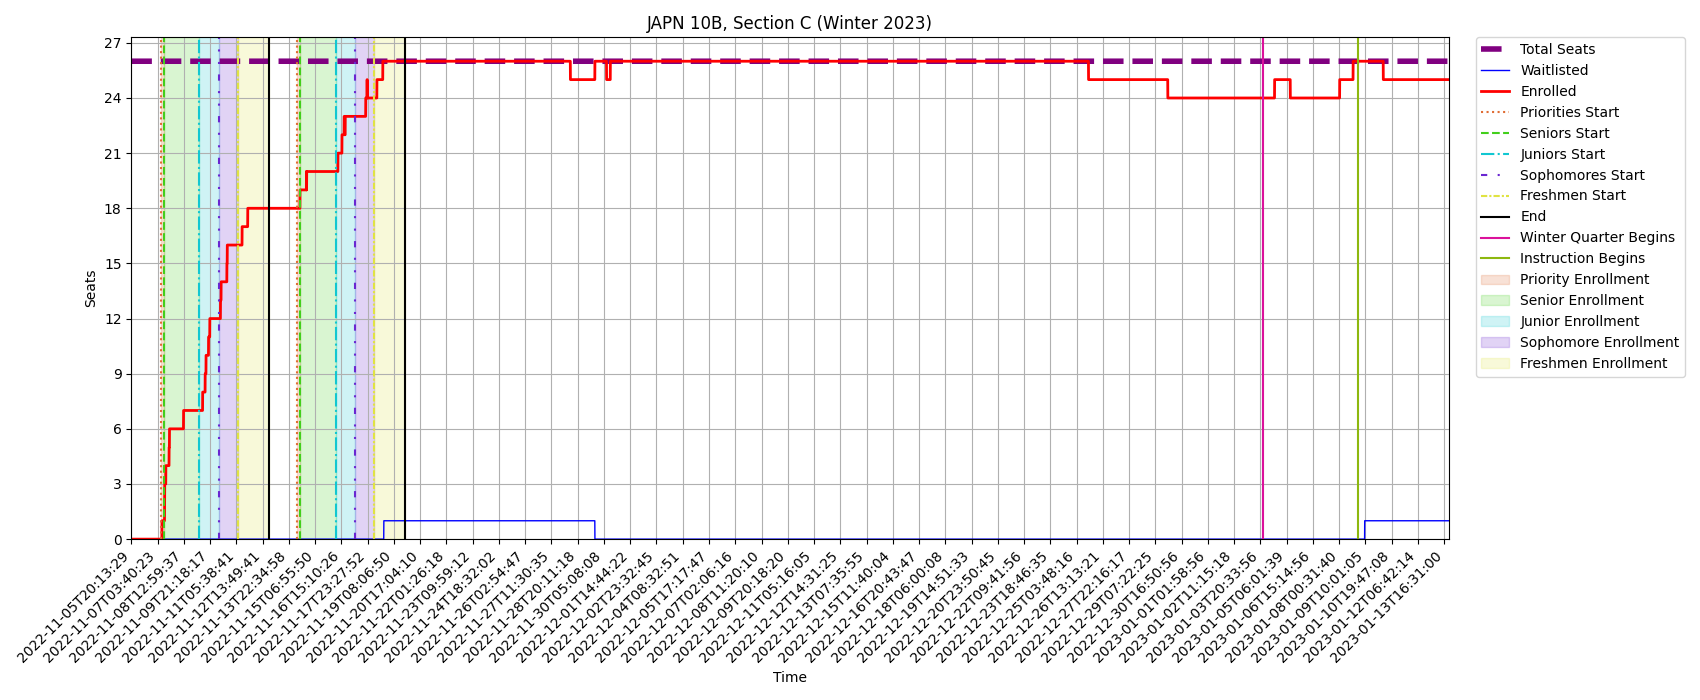 JAPN 10B, Section C (Winter 2023)
27
24
21
18
15
12
9
6
3
0
Seats
2022-11-05T20:13:29
2022-11-07T03:40:23
2022-11-08T12:59:37
2022-11-09T21:18:17
2022-11-11T05:38:41
2022-11-12T13:49:41
2022-11-13T22:34:58
2022-11-15T06:55:50
2022-11-16T15:10:26
2022-11-17T23:27:52
2022-11-19T08:06:50
2022-11-20T17:04:10
2022-11-22T01:26:18
2022-11-23T09:59:12
2022-11-24T18:32:02
2022-11-26T02:54:47
2022-11-27T11:30:35
2022-11-28T20:11:18
2022-11-30T05:08:08
2022-12-01T14:44:22
2022-12-02T23:32:45
2022-12-04T08:32:51
2022-12-05T17:17:47
2022-12-07T02:06:16
2022-12-08T11:20:10
2022-12-09T20:18:20
2022-12-11T05:16:05
2022-12-12T14:31:25
2022-12-13T07:35:55
2022-12-15T11:40:04
2022-12-16T20:43:47
2022-12-18T06:00:08
2022-12-19T14:51:33
2022-12-20T23:50:45
2022-12-22T09:41:56
2022-12-23T18:46:35
2022-12-25T03:48:16
2022-12-26T13:13:21
2022-12-27T22:16:17
2022-12-29T07:22:25
2022-12-30T16:50:56
2023-01-01T01:58:56
2023-01-02T11:15:18
2023-01-03T20:33:56
2023-01-05T06:01:39
2023-01-06T15:14:56
2023-01-08T00:31:40
2023-01-09T10:01:05
2023-01-10T19:47:08
2023-01-12T06:42:14
2023-01-13T16:31:00
Time
Total Seats
Waitlisted
Enrolled
Priorities Start
Seniors Start
Juniors Start
Sophomores Start
Freshmen Start
End
Winter Quarter Begins
Instruction Begins
Priority Enrollment
Senior Enrollment
Junior Enrollment
Sophomore Enrollment
Freshmen Enrollment